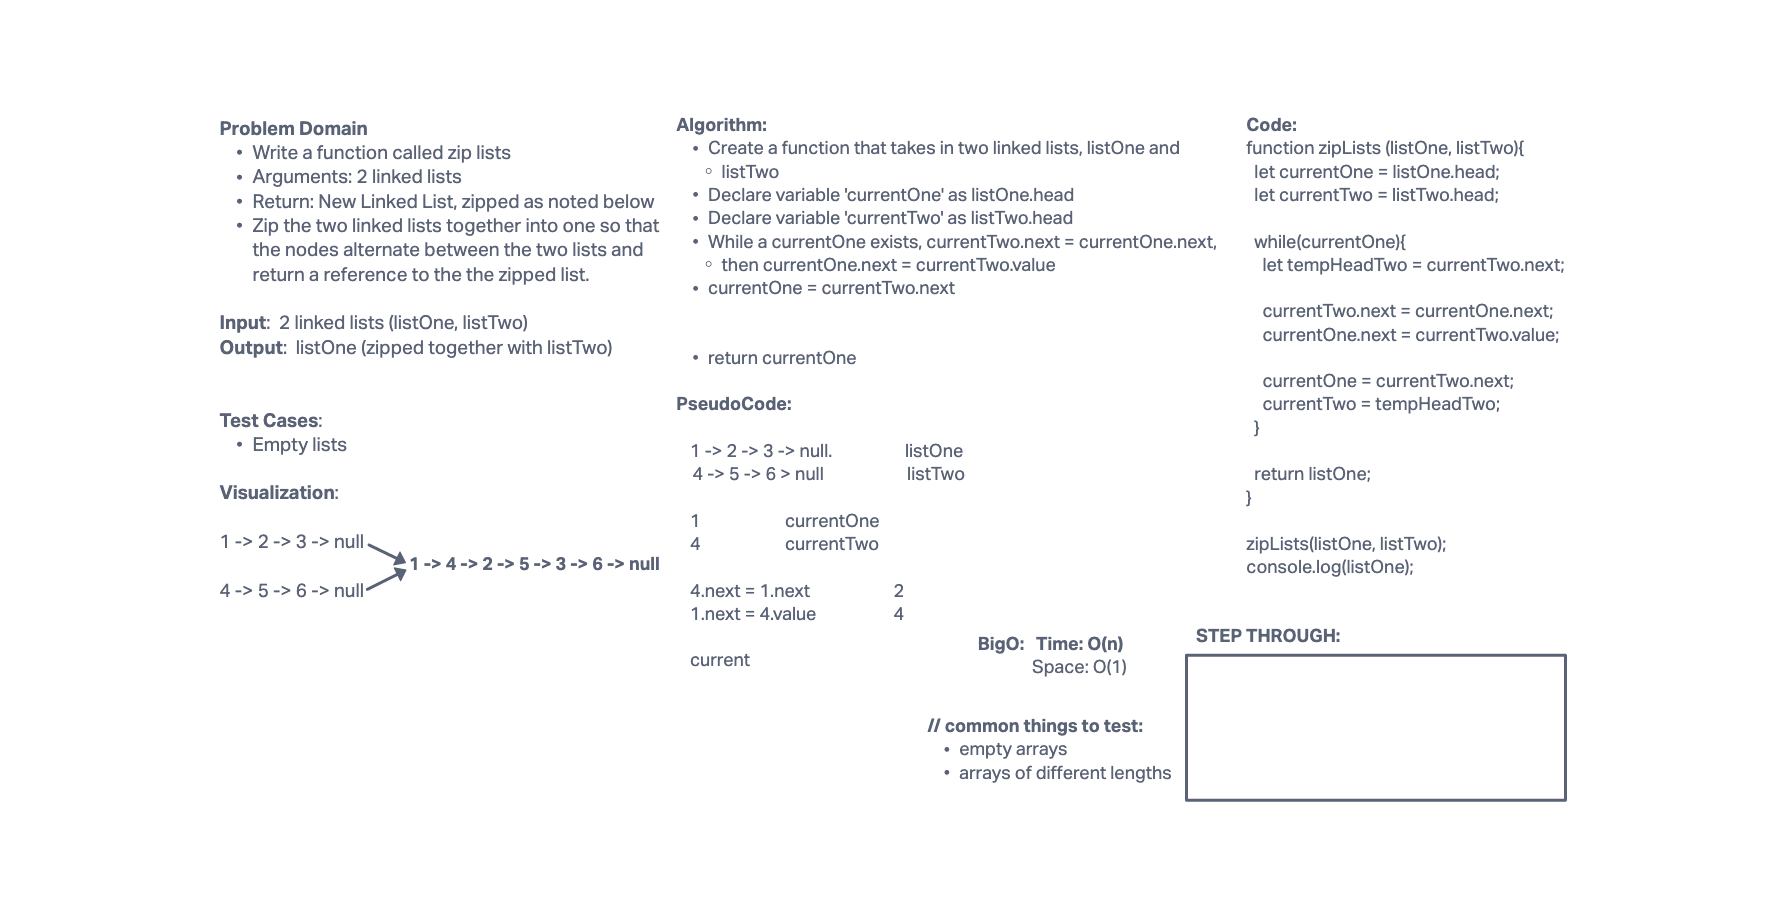 Problem Domain
• Write a function called zip lists
• Arguments: 2 linked lists
• Return: New Linked List, zipped as noted below
• Zip the two linked lists together into one so that
the nodes alternate between the two lists and
return a reference to the the zipped list.
Input:  2 linked lists (listOne, listTwo)
Output:  listOne (zipped together with listTwo)
Test Cases:
• Empty lists
Visualization:
1 -> 2 -> 3 -> null
1 -> 4 -> 2 -> 5 -> 3 -> 6 -> null
4 -> 5 -> 6 -> null
Algorithm:
• Create a function that takes in two linked lists, listOne and
◦ listTwo
• Declare variable 'currentOne' as listOne.head
• Declare variable 'currentTwo' as listTwo.head
• While a currentOne exists, currentTwo.next = currentOne.next,
◦ then currentOne.next = currentTwo.value
• currentOne = currentTwo.next
• return currentOne
PseudoCode:
1 -> 2 -> 3 -> null. listOne
4 -> 5 -> 6 > null listTwo
1 currentOne
4 currentTwo
4.next = 1.next 2
1.next = 4.value 4
current
BigO: Time: O(n)
Space: O(1)
// common things to test:
• empty arrays
• arrays of different lengths
Code:
function zipLists (listOne, listTwo){
let currentOne = listOne.head;
let currentTwo = listTwo.head;
while(currentOne){
let tempHeadTwo = currentTwo.next;
currentTwo.next = currentOne.next;
currentOne.next = currentTwo.value;
currentOne = currentTwo.next;
currentTwo = tempHeadTwo;
}
return listOne;
}
zipLists(listOne, listTwo);
console.log(listOne);
STEP THROUGH: